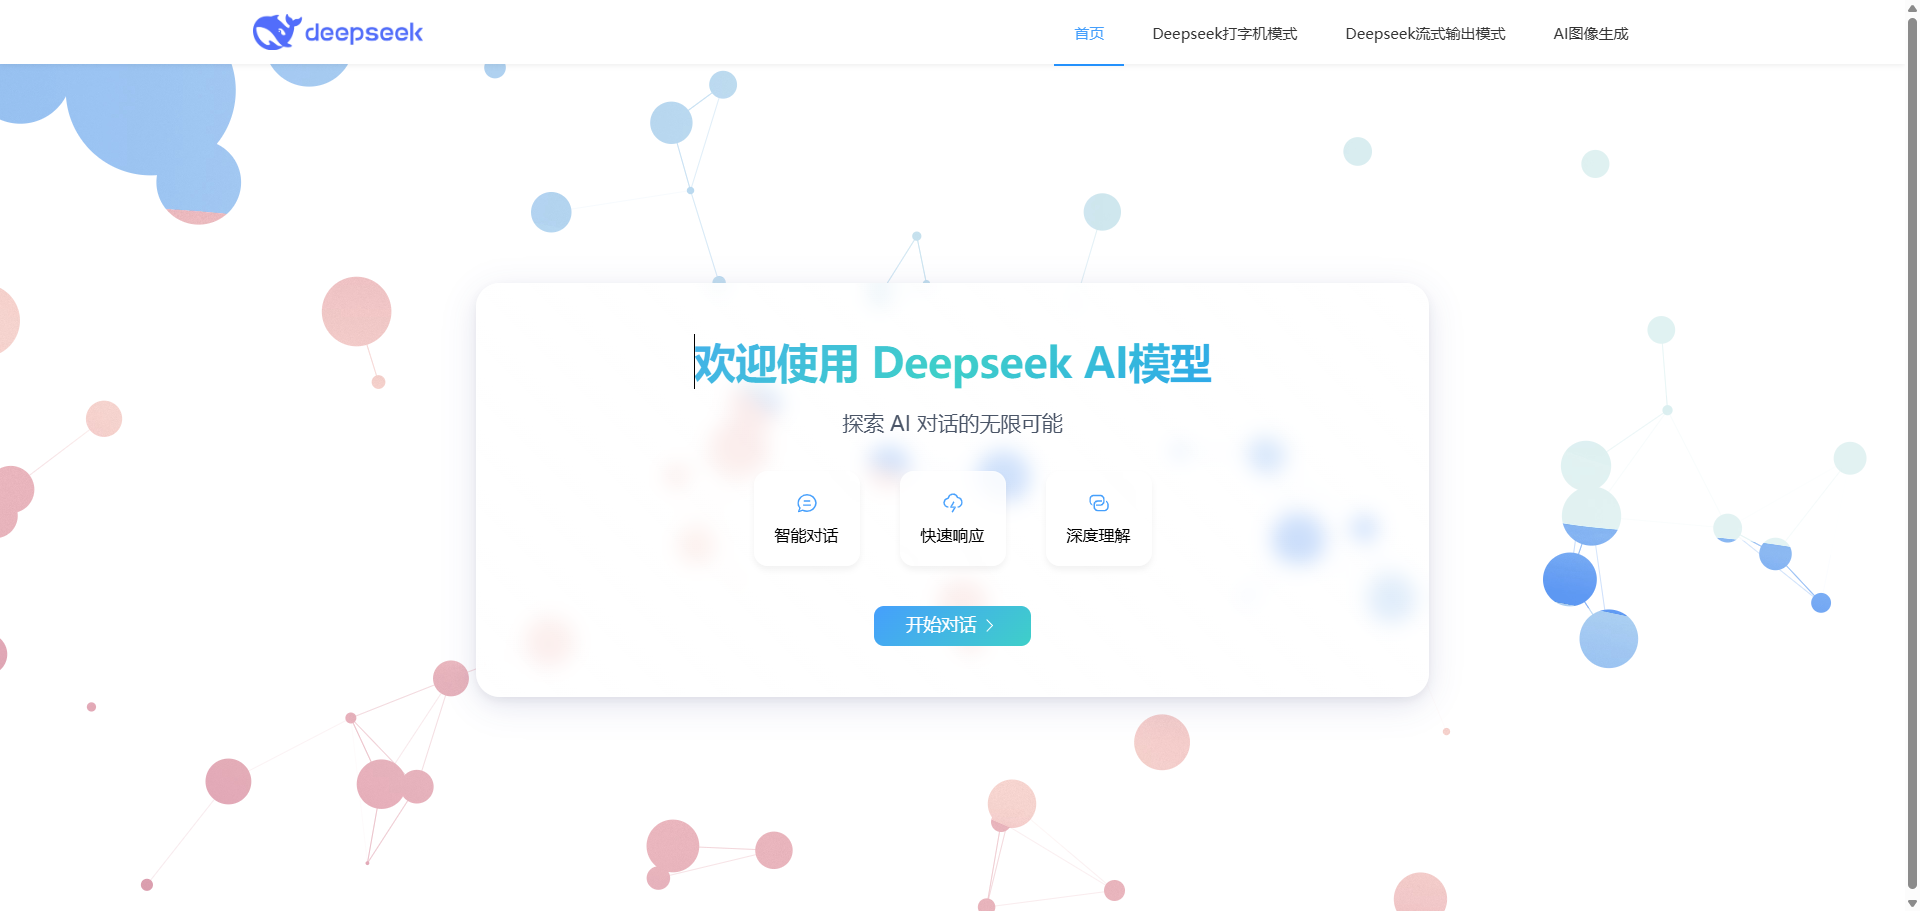 deepseek
首页
Deepseek打字机模式
Deepseek流式输出模式
AI图像生成
欢迎使用 Deepseek AI模型
探索 AI 对话的无限可能
智能对话
快速响应
深度理解
开始对话